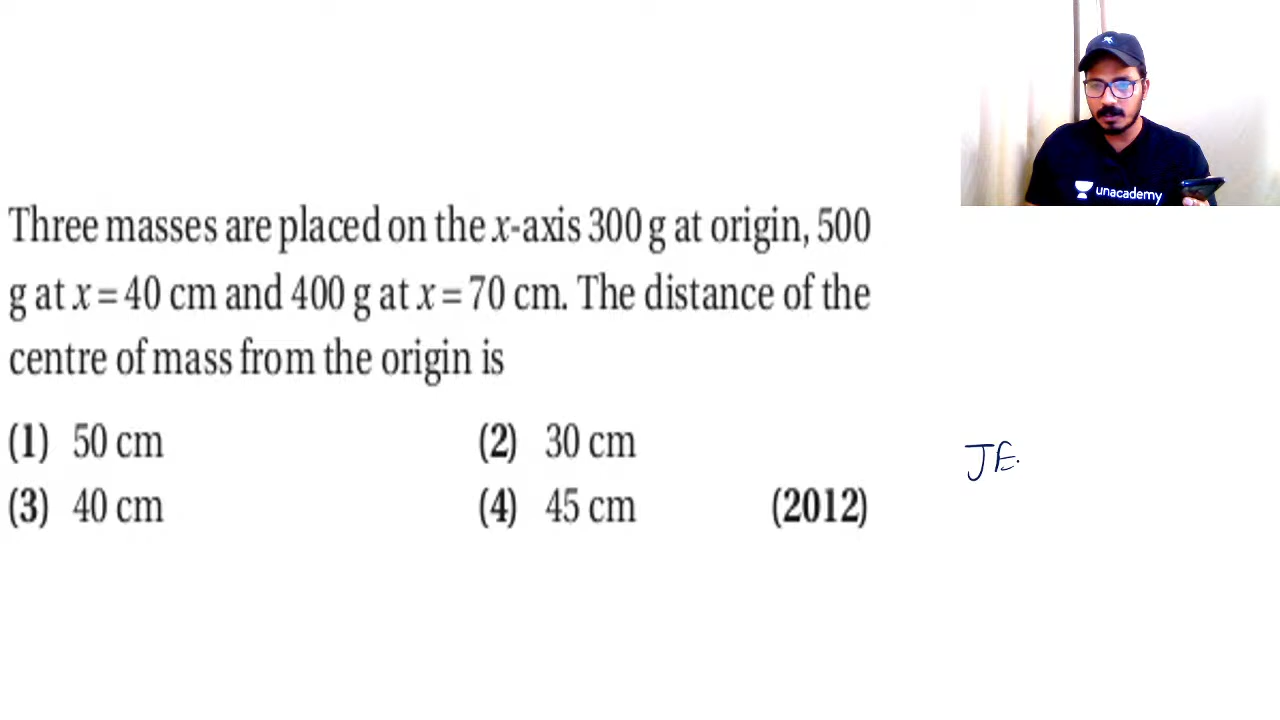 Three masses are placed on the x-axis 300 g at origin, 500
g at x = 40 cm and 400 g at x = 70 cm. The distance of the
centre of mass from the origin is
(1) 50 cm (2) 30 cm
(3) 40 cm (4) 45 cm (2012)
JE
unacademy